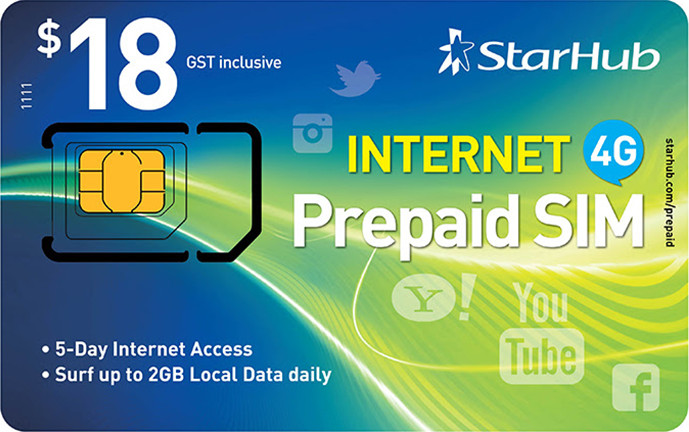 $18
GST inclusive
1111
StarHub
INTERNET 4G
Prepaid SIM
starhub.com/prepaid
Y!
You
Tube
f
• 5-Day Internet Access
• Surf up to 2GB Local Data daily